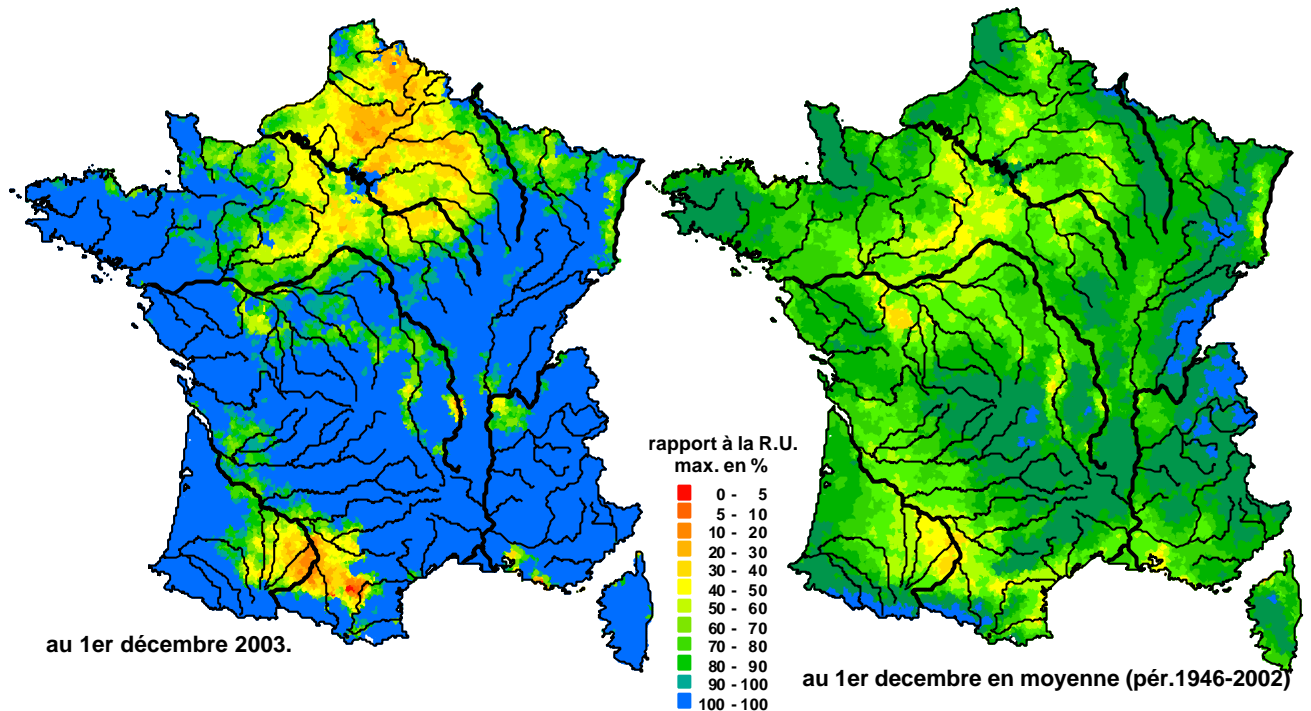 rapport à la R.U.
max. en %
0 - 5
5 - 10
10 - 20
20 - 30
30 - 40
40 - 50
50 - 60
60 - 70
70 - 80
80 - 90
90 - 100
100 - 100
au 1er décembre 2003.
au 1er decembre en moyenne (pér.1946-2002)